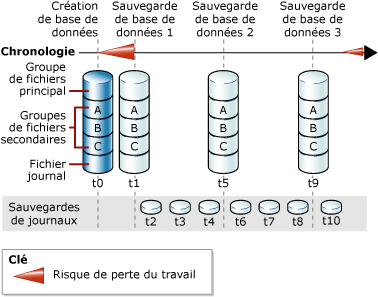 Création de base de données
Sauvegarde de base de données 1
Sauvegarde de base de données 2
Sauvegarde de base de données 3
Chronologie
Groupe de fichiers principal
Groupes de fichiers secondaires
Fichier journal
A
B
C
A
B
C
A
B
C
A
B
C
t0
t1
t5
t9
Sauvegardes de journaux
t2
t3
t4
t6
t7
t8
t10
Clé
Risque de perte du travail